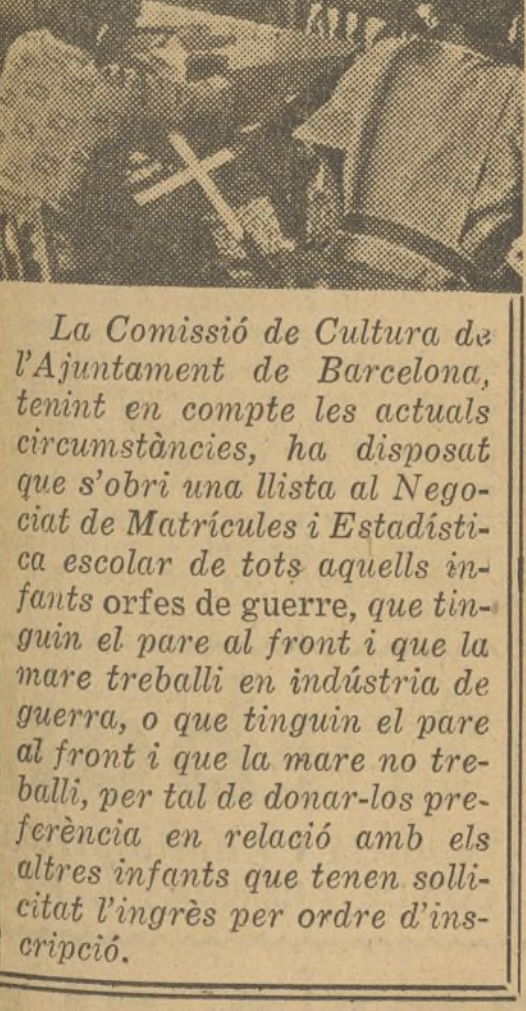 La Comissió de Cultura de
l'Ajuntament de Barcelona,
tenint en compte les actuals
circumstàncies, ha disposat
que s'obri una llista al Nego-
ciat de Matrícules i Estadísti-
ca escolar de tots aquells in-
fants orfes de guerre, que tin-
guin el pare al front i que la
mare treballi en indústria de
guerra, o que tinguin el pare
al front i que la mare no tre-
balli, per tal de donar-los pre-
ferència en relació amb els
altres infants que tenen solli-
citat l'ingrès per ordre d'ins-
cripció.